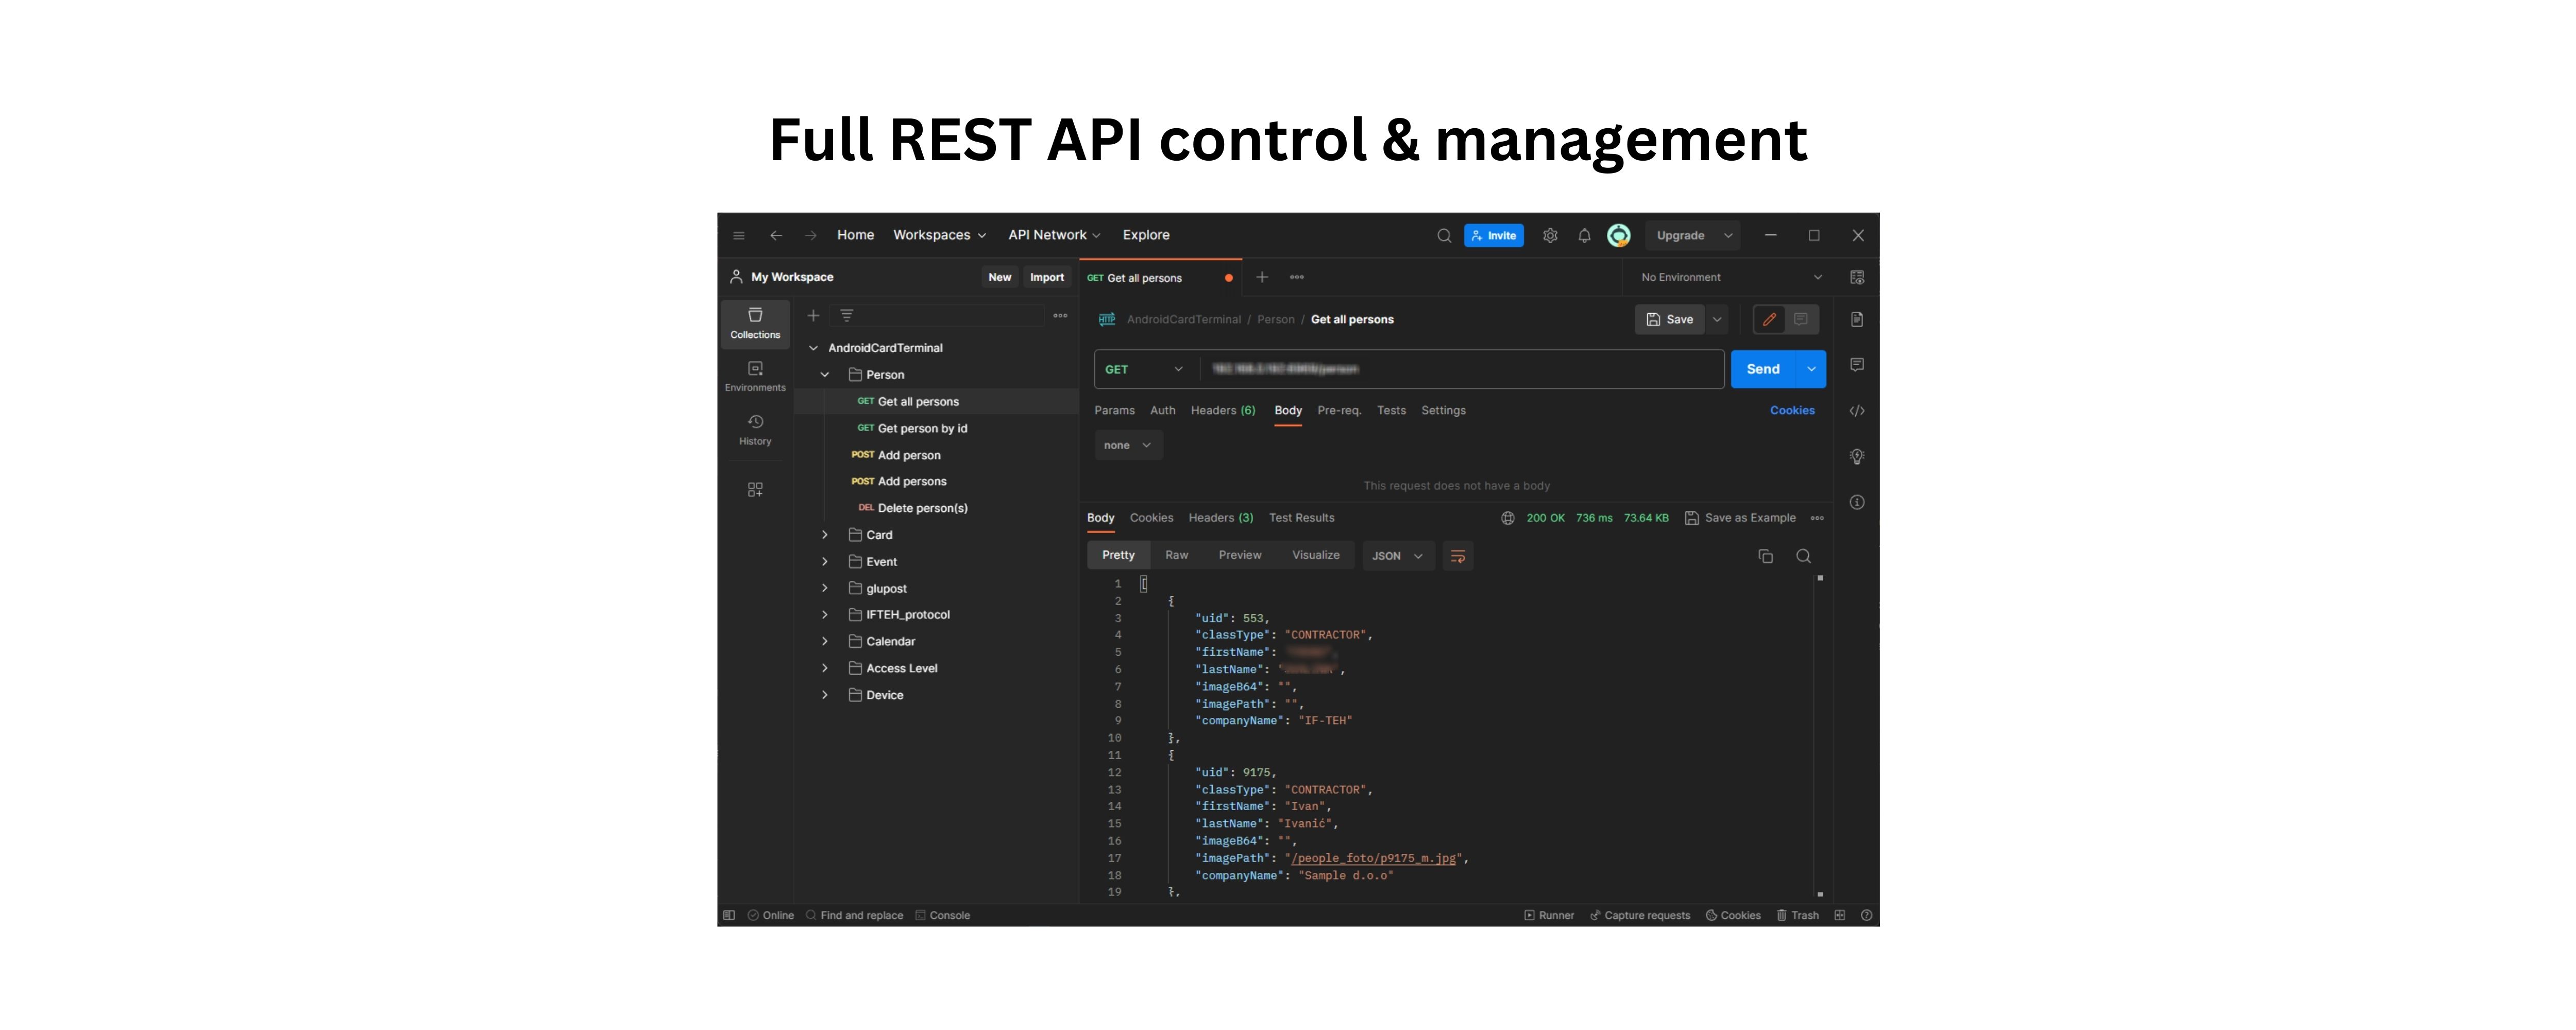 Full REST API control & management
Home Workspaces API Network Explore Invite Upgrade
My Workspace New Import GET Get all persons No Environment
Collections
Environments
History
AndroidCardTerminal
Person
GET Get all persons
GET Get person by id
POST Add person
POST Add persons
DEL Delete person(s)
Card
Event
glupost
IFTEH_protocol
Calendar
Access Level
Device
HTTP AndroidCardTerminal / Person / Get all persons Save
GET Send
Params Auth Headers (6) Body Pre-req. Tests Settings Cookies
none
This request does not have a body
Body Cookies Headers (3) Test Results 200 OK 736 ms 73.64 KB Save as Example
Pretty Raw Preview Visualize JSON
1 [
2 {
3 "uid": 553,
4 "classType": "CONTRACTOR",
5 "firstName":
6 "lastName":
7 "imageB64": "",
8 "imagePath": "",
9 "companyName": "IF-TEH"
10 },
11 {
12 "uid": 9175,
13 "classType": "CONTRACTOR",
14 "firstName": "Ivan",
15 "lastName": "Ivanić",
16 "imageB64": "",
17 "imagePath": "/people_foto/p9175_m.jpg",
18 "companyName": "Sample d.o.o"
19 },
Online Find and replace Console Runner Capture requests Cookies Trash